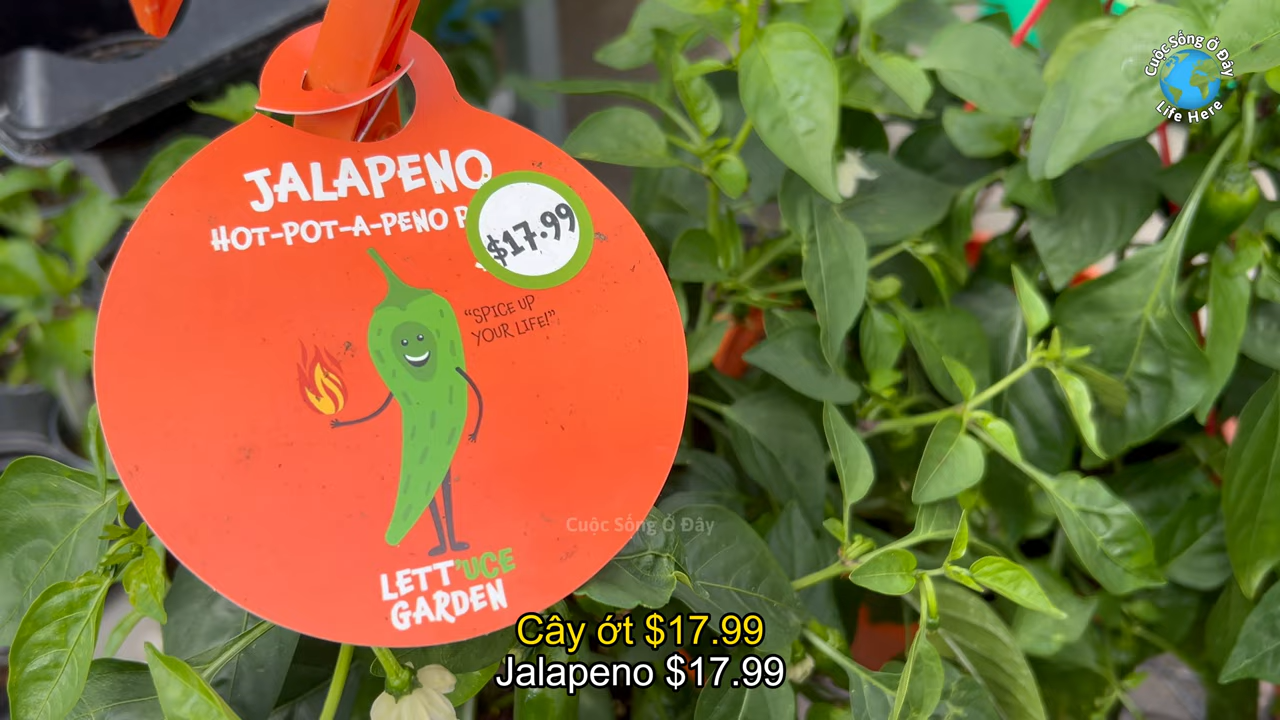 Cuộc Sống Ở Đây
Life Here
JALAPENO
HOT-POT-A-PENO
$17.99
"SPICE UP
YOUR LIFE!"
Cuộc Sống Ở Đây
LETT'UCE
GARDEN
Cây ớt $17.99
Jalapeno $17.99